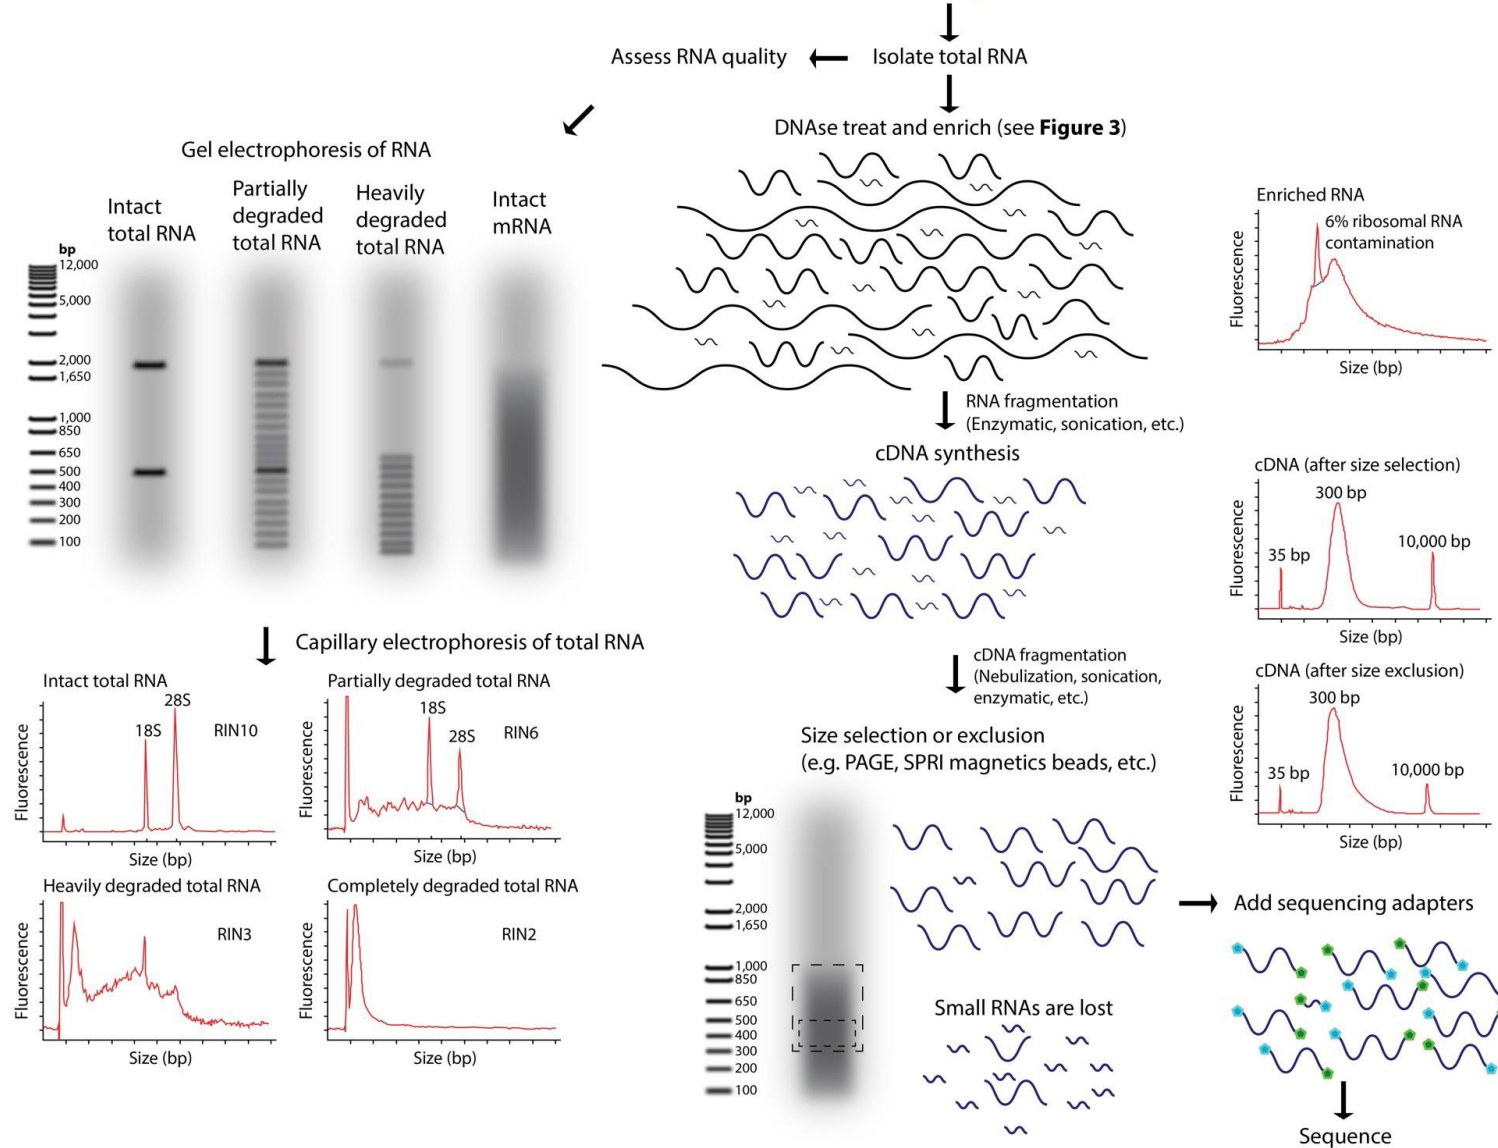 Isolate total RNA
Assess RNA quality
DNAse treat and enrich (see Figure 3)
Gel electrophoresis of RNA
Intact
total RNA
Partially
degraded
total RNA
Heavily
degraded
total RNA
Intact
mRNA
bp
12,000
5,000
2,000
1,650
1,000
850
650
500
400
300
200
100
Enriched RNA
6% ribosomal RNA
contamination
Fluorescence
Size (bp)
RNA fragmentation
(Enzymatic, sonication, etc.)
cDNA synthesis
cDNA (after size selection)
300 bp
35 bp
10,000 bp
Fluorescence
Size (bp)
Capillary electrophoresis of total RNA
Intact total RNA
28S
18S
RIN10
Fluorescence
Size (bp)
Partially degraded total RNA
18S
28S
RIN6
Fluorescence
Size (bp)
Heavily degraded total RNA
RIN3
Fluorescence
Size (bp)
Completely degraded total RNA
RIN2
Fluorescence
Size (bp)
cDNA fragmentation
(Nebulization, sonication,
enzymatic, etc.)
cDNA (after size exclusion)
300 bp
35 bp
10,000 bp
Fluorescence
Size (bp)
Size selection or exclusion
(e.g. PAGE, SPRI magnetics beads, etc.)
bp
12,000
5,000
2,000
1,650
1,000
850
650
500
400
300
200
100
Small RNAs are lost
Add sequencing adapters
Sequence